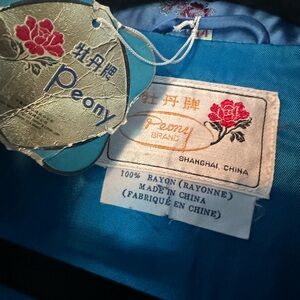 牡丹牌
Peony
牡丹牌
Peony
BRAND
SHANGHAI, CHINA
100% RAYON (RAYONNE)
MADE IN CHINA
(FABRIQUÉ EN CHINE)